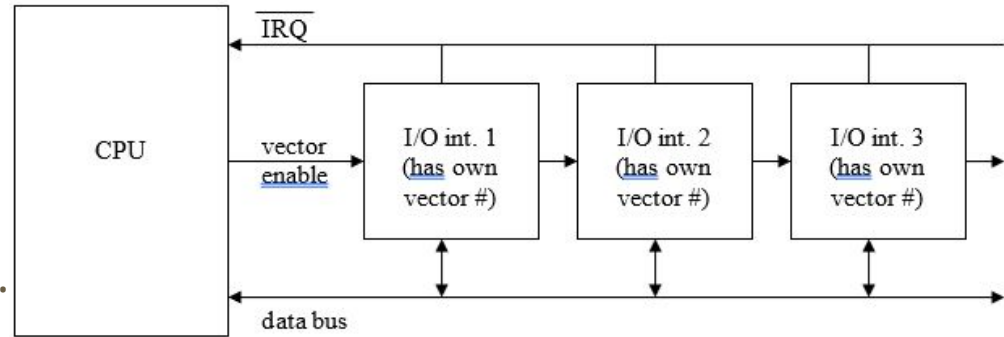 IRQ
CPU
vector
enable
I/O int. 1
(has own
vector #)
I/O int. 2
(has own
vector #)
I/O int. 3
(has own
vector #)
data bus